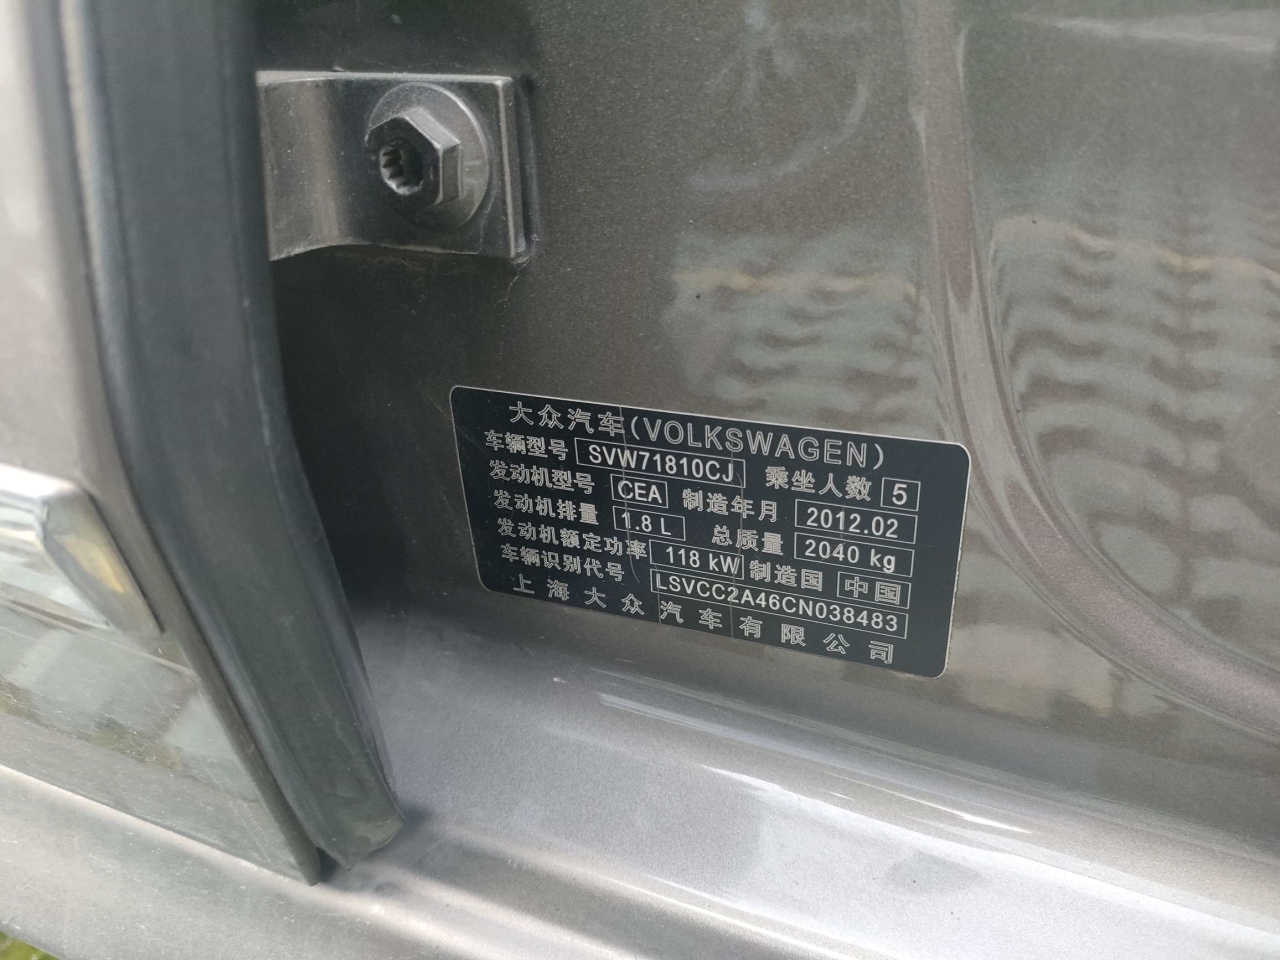 大众汽车(VOLKSWAGEN)
车辆型号 SVW71810CJ 乘坐人数 5
发动机型号 CEA 制造年月 2012.02
发动机排量 1.8 L 总质量 2040 kg
发动机额定功率 118 kW 制造国 中国
车辆识别代号 LSVCC2A46CN038483
上海大众汽车有限公司